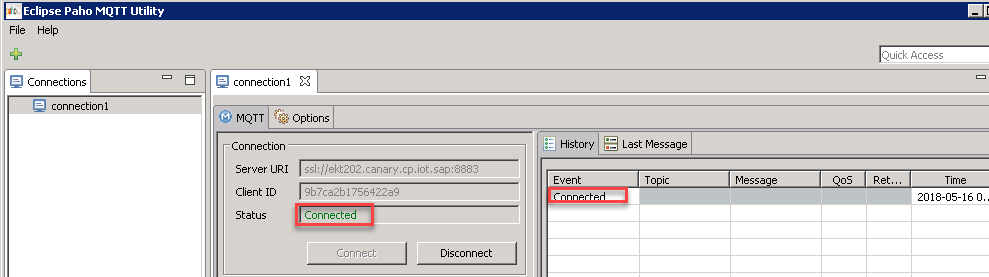 Eclipse Paho MQTT Utility
File Help
Quick Access
Connections
connection1
connection1
MQTT Options
Connection
Server URI ssl://ekt202.canary.cp.iot.sap:8883
Client ID 9b7ca2b1756422a9
Status Connected
Connect Disconnect
History Last Message
Event Topic Message QoS Ret... Time
Connected 2018-05-16 0...